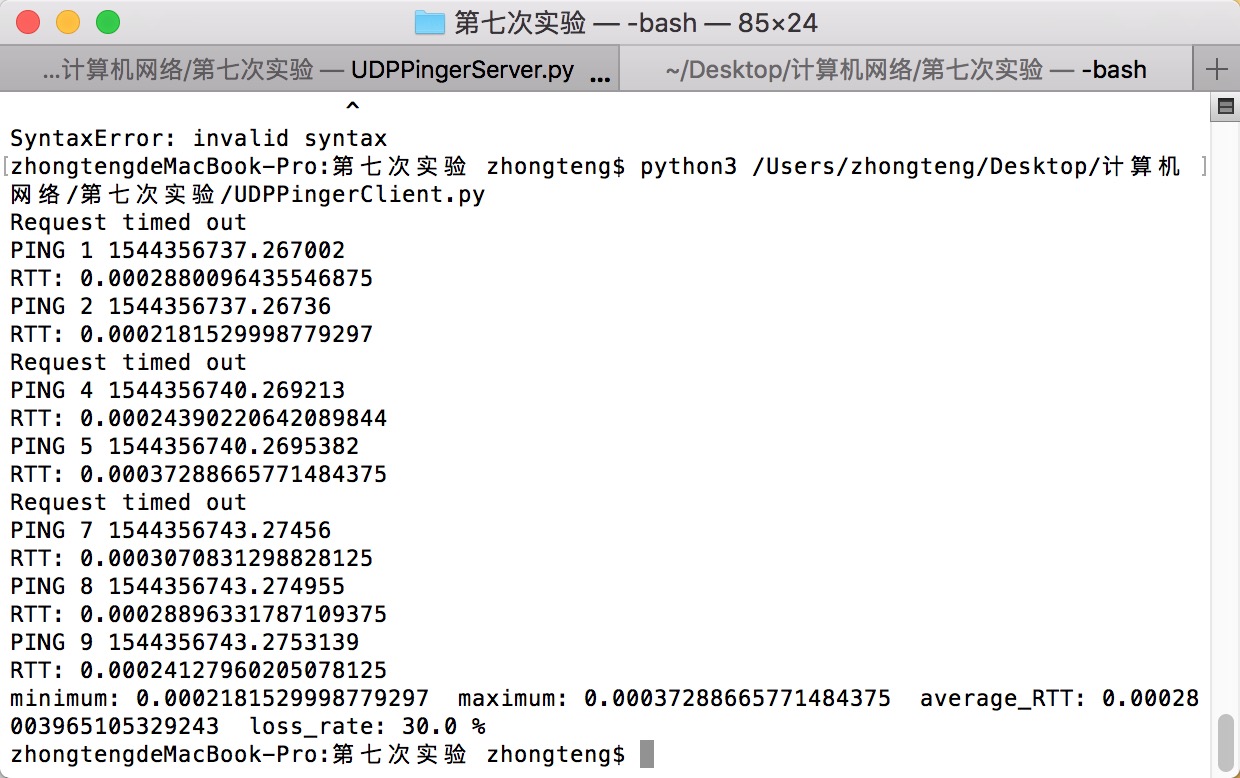 第七次实验 — -bash — 85×24
...计算机网络/第七次实验 — UDPPingerServer.py ...
~/Desktop/计算机网络/第七次实验 — -bash
^
SyntaxError: invalid syntax
[zhongtengdeMacBook-Pro:第七次实验 zhongteng$ python3 /Users/zhongteng/Desktop/计算机 ]
网络/第七次实验/UDPPingerClient.py
Request timed out
PING 1 1544356737.267002
RTT: 0.0002880096435546875
PING 2 1544356737.26736
RTT: 0.0002181529998779297
Request timed out
PING 4 1544356740.269213
RTT: 0.00024390220642089844
PING 5 1544356740.2695382
RTT: 0.00037288665771484375
Request timed out
PING 7 1544356743.27456
RTT: 0.0003070831298828125
PING 8 1544356743.274955
RTT: 0.00028896331787109375
PING 9 1544356743.2753139
RTT: 0.00024127960205078125
minimum: 0.0002181529998779297  maximum: 0.00037288665771484375  average_RTT: 0.00028
003965105329243  loss_rate: 30.0 %
zhongtengdeMacBook-Pro:第七次实验 zhongteng$